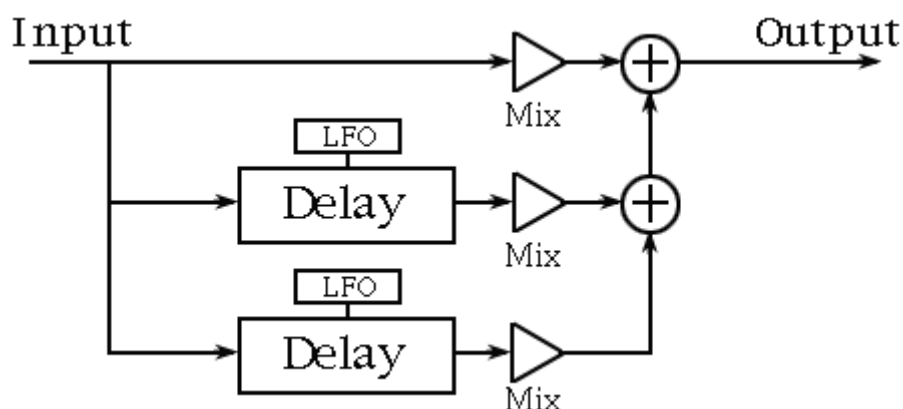 Input
Output
Mix
LFO
Delay
Mix
LFO
Delay
Mix